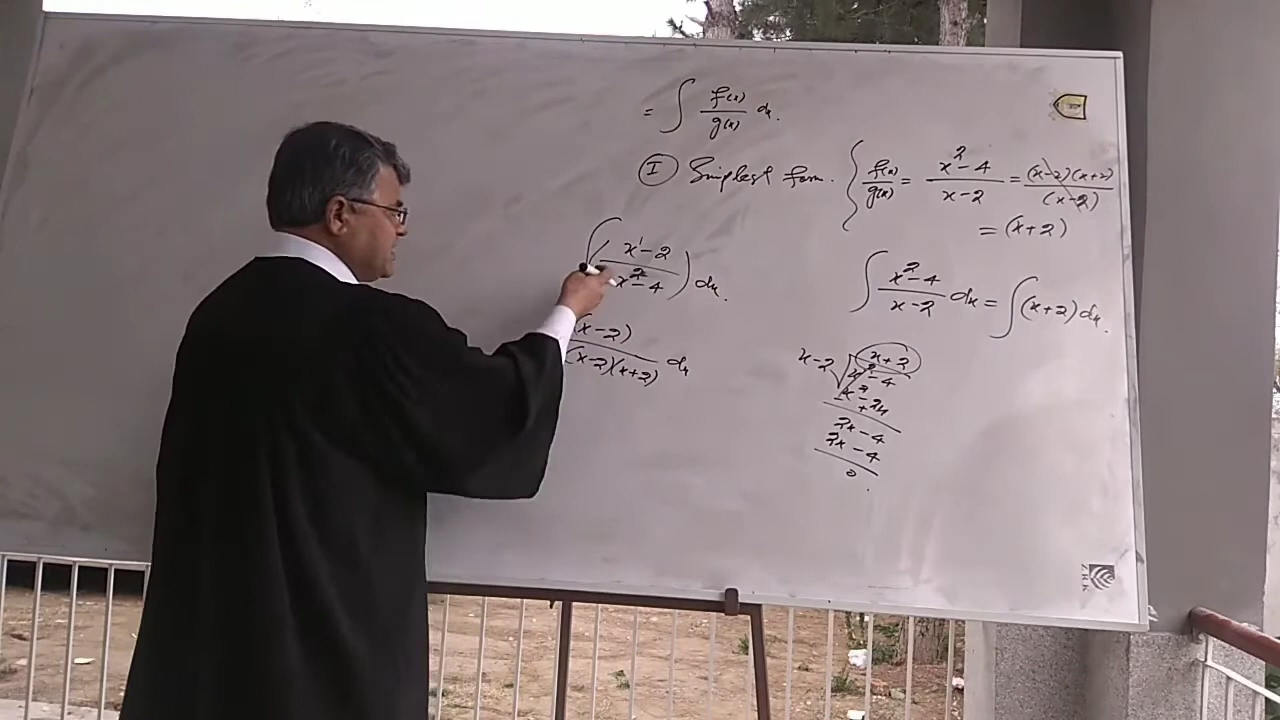 = ∫ f(x)/g(x) dx.
I Simplest form. { f(x)/g(x) = x²-4/x-2 = (x-2)(x+2)/(x-2)
= (x+2)
∫ (x'-2/x²-4) dx.
(x-2)/(x-2)(x+2) dx
∫ x²-4/x-2 dx = ∫(x+2)dx.
x+2
x-2 √x²-4
x²-2x
- +
2x-4
2x-4
0
ZRK